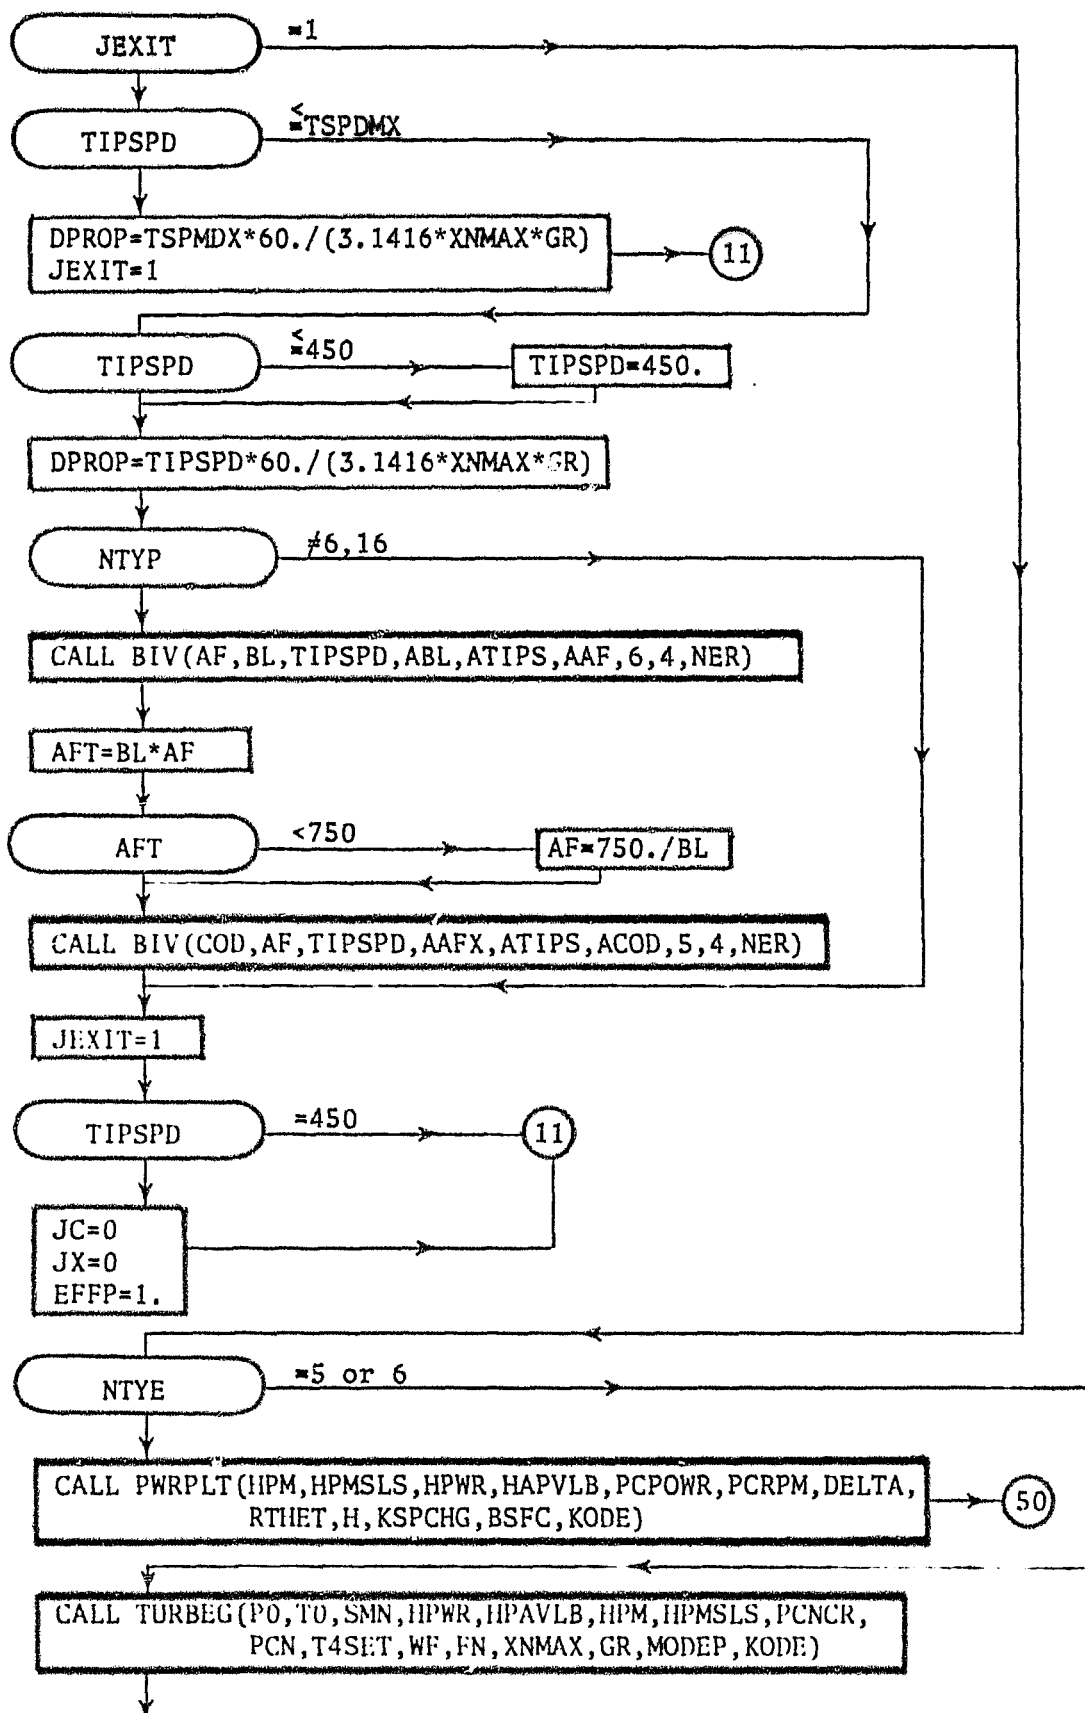 JEXIT
=1
TIPSPD
≤TSPDMX
DPROP=TSPMDX*60./(3.1416*XNMAX*GR)
JEXIT=1
11
TIPSPD
≤450
TIPSPD=450.
DPROP=TIPSPD*60./(3.1416*XNMAX*GR)
NTYP
≠6,16
CALL BIV(AF,BL,TIPSPD,ABL,ATIPS,AAF,6,4,NER)
AFT=BL*AF
AFT
<750
AF=750./BL
CALL BIV(COD,AF,TIPSPD,AAFX,ATIPS,ACOD,5,4,NER)
JEXIT=1
TIPSPD
=450
11
JC=0
JX=0
EFFP=1.
NTYE
=5 or 6
CALL PWRPLT(HPM,HPMSLS,HPWR,HAPVLB,PCPOWR,PCRPM,DELTA,
RTHET,H,KSPCHG,BSFC,KODE)
50
CALL TURBEG(PO,TO,SMN,HPWR,HPAVLB,HPM,HPMSLS,PCNCR,
PCN,T4SET,WF,FN,XNMAX,GR,MODEP,KODE)